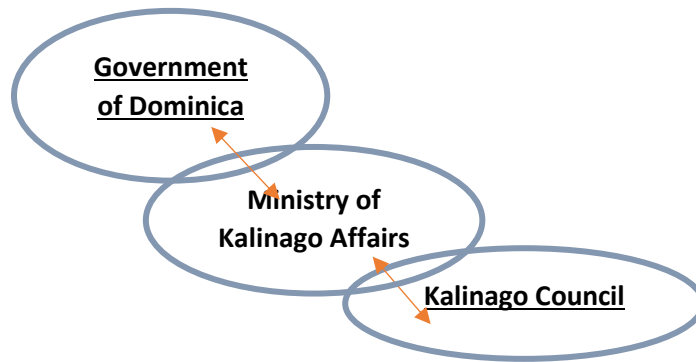 Government
of Dominica
Ministry of
Kalinago Affairs
Kalinago Council